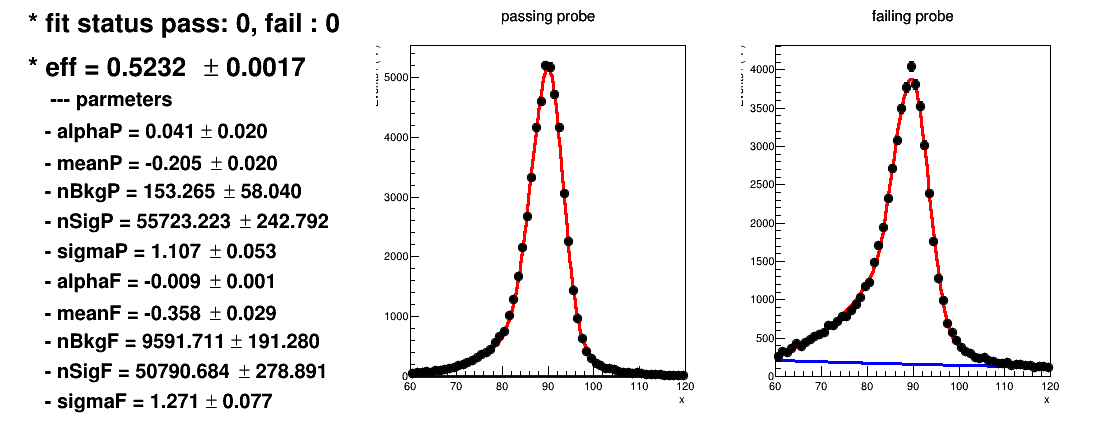 * fit status pass: 0, fail : 0
* eff = 0.5232 ± 0.0017
--- parmeters
- alphaP = 0.041 ± 0.020
- meanP = -0.205 ± 0.020
- nBkgP = 153.265 ± 58.040
- nSigP = 55723.223 ± 242.792
- sigmaP = 1.107 ± 0.053
- alphaF = -0.009 ± 0.001
- meanF = -0.358 ± 0.029
- nBkgF = 9591.711 ± 191.280
- nSigF = 50790.684 ± 278.891
- sigmaF = 1.271 ± 0.077
passing probe
5000
4000
3000
2000
1000
0
60 70 80 90 100 110 120
x
failing probe
4000
3500
3000
2500
2000
1500
1000
500
0
60 70 80 90 100 110 120
x